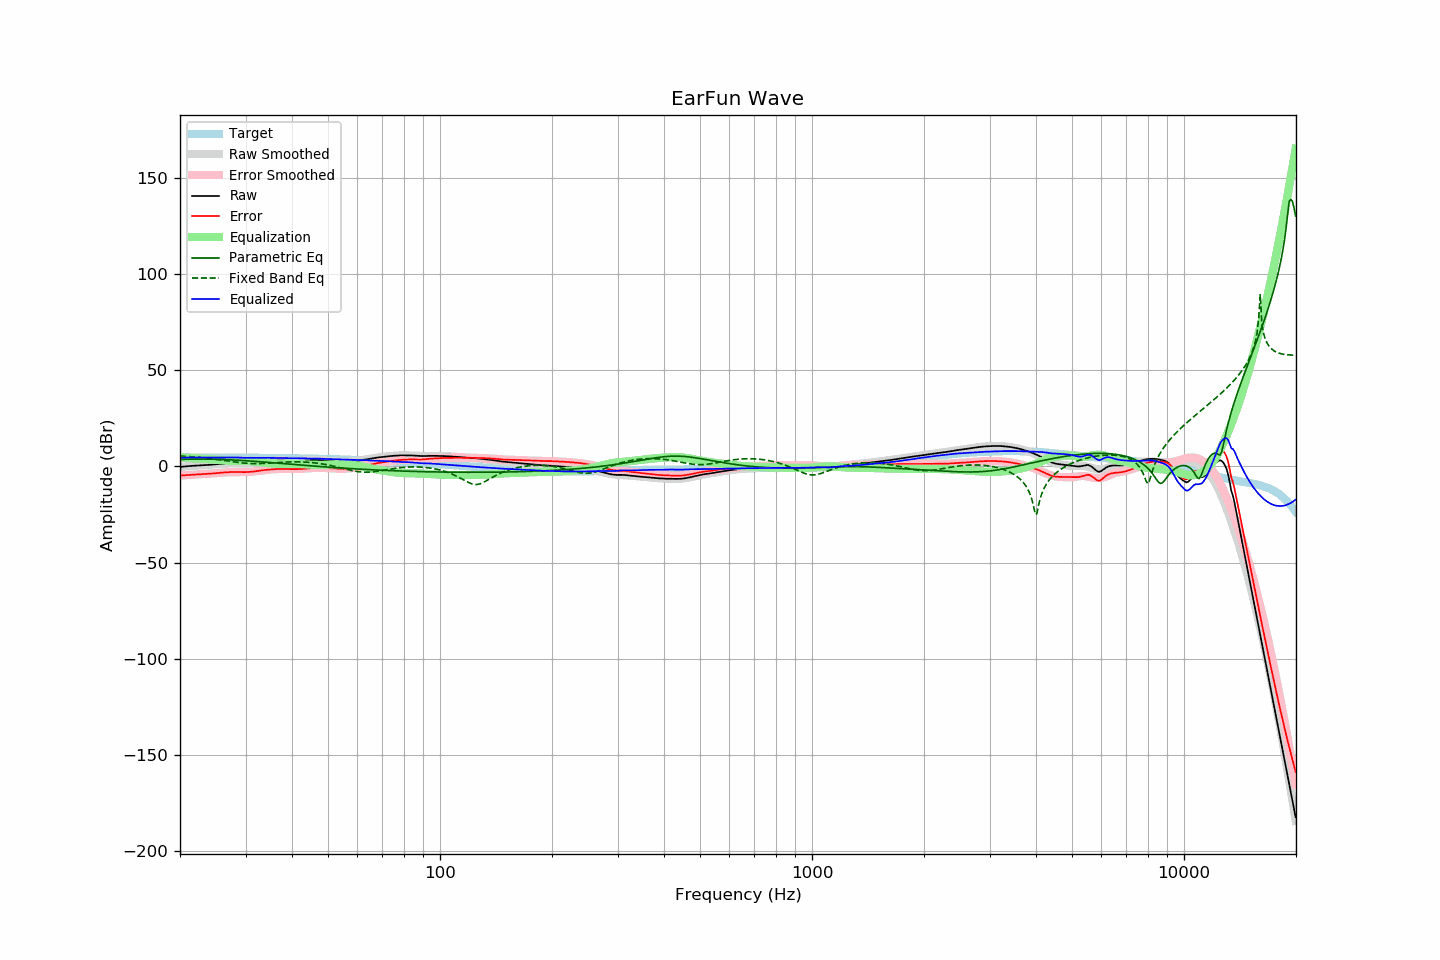 EarFun Wave
Target
Raw Smoothed
Error Smoothed
Raw
Error
Equalization
Parametric Eq
Fixed Band Eq
Equalized
150
100
50
0
−50
−100
−150
−200
Amplitude (dBr)
100
1000
10000
Frequency (Hz)